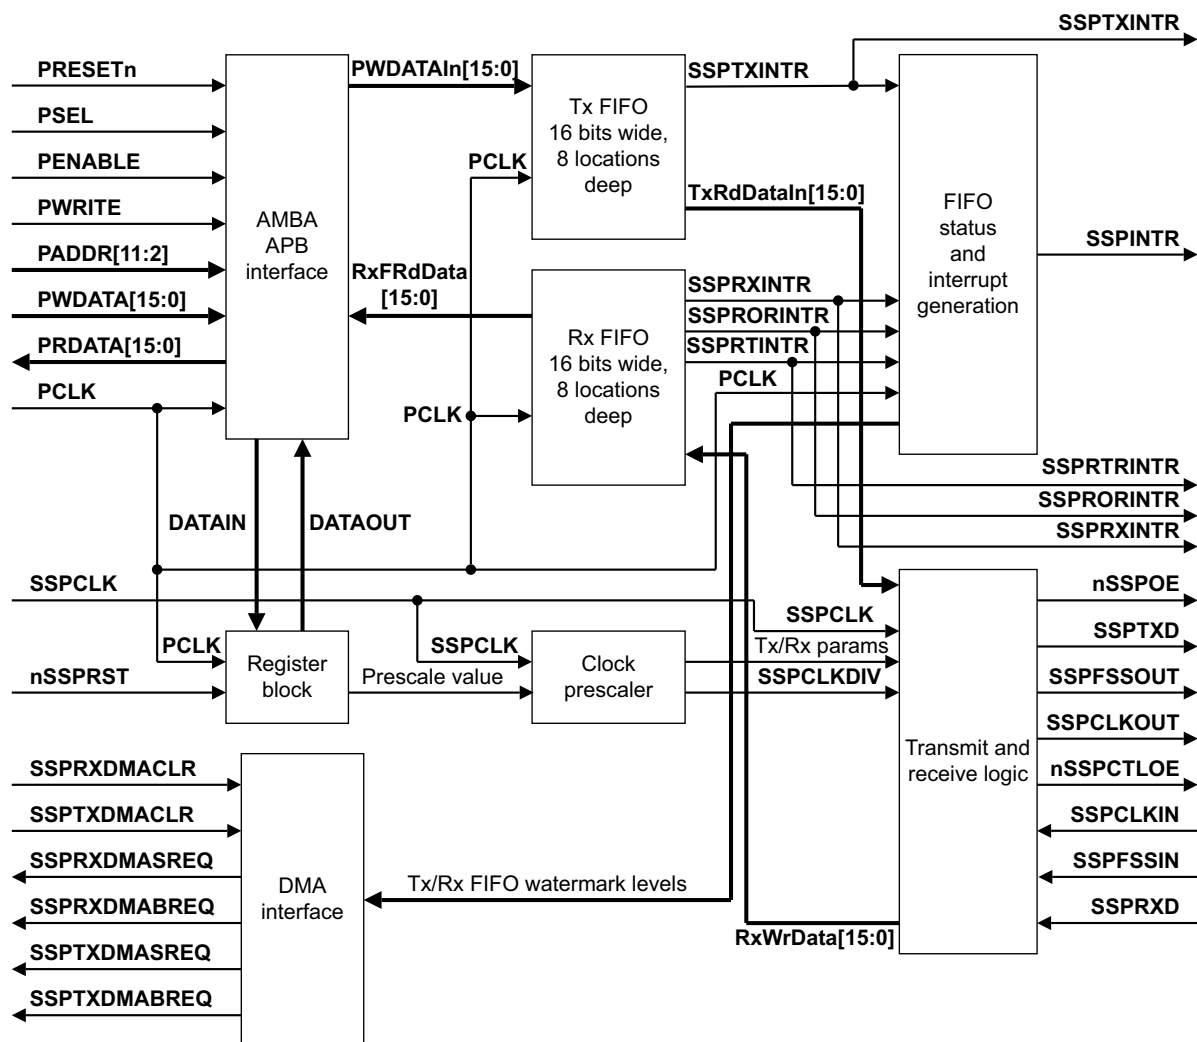 SSPTXINTR
PRESETn
PWDATAIn[15:0]
SSPTXINTR
PSEL
Tx FIFO
16 bits wide,
8 locations
deep
PENABLE
PCLK
PWRITE
TxRdDataIn[15:0]
AMBA
APB
interface
FIFO
status
and
interrupt
generation
SSPINTR
PADDR[11:2]
RxFRdData
[15:0]
PWDATA[15:0]
SSPRXINTR
SSPRORINTR
SSPRTINTR
Rx FIFO
16 bits wide,
8 locations
deep
PRDATA[15:0]
PCLK
PCLK
PCLK
SSPRTRINTR
SSPRORINTR
SSPRXINTR
DATAIN
DATAOUT
SSPCLK
nSSPOE
SSPCLK
SSPTXD
PCLK
Register
block
SSPCLK
Clock
prescaler
Tx/Rx params
nSSPRST
Prescale value
SSPCLKDIV
SSPFSSOUT
SSPCLKOUT
Transmit and
receive logic
nSSPCTLOE
SSPRXDMACLR
SSPTXDMACLR
SSPCLKIN
SSPRXDMASREQ
SSPFSSIN
Tx/Rx FIFO watermark levels
DMA
interface
SSPRXDMABREQ
SSPRXD
RxWrData[15:0]
SSPTXDMASREQ
SSPTXDMABREQ